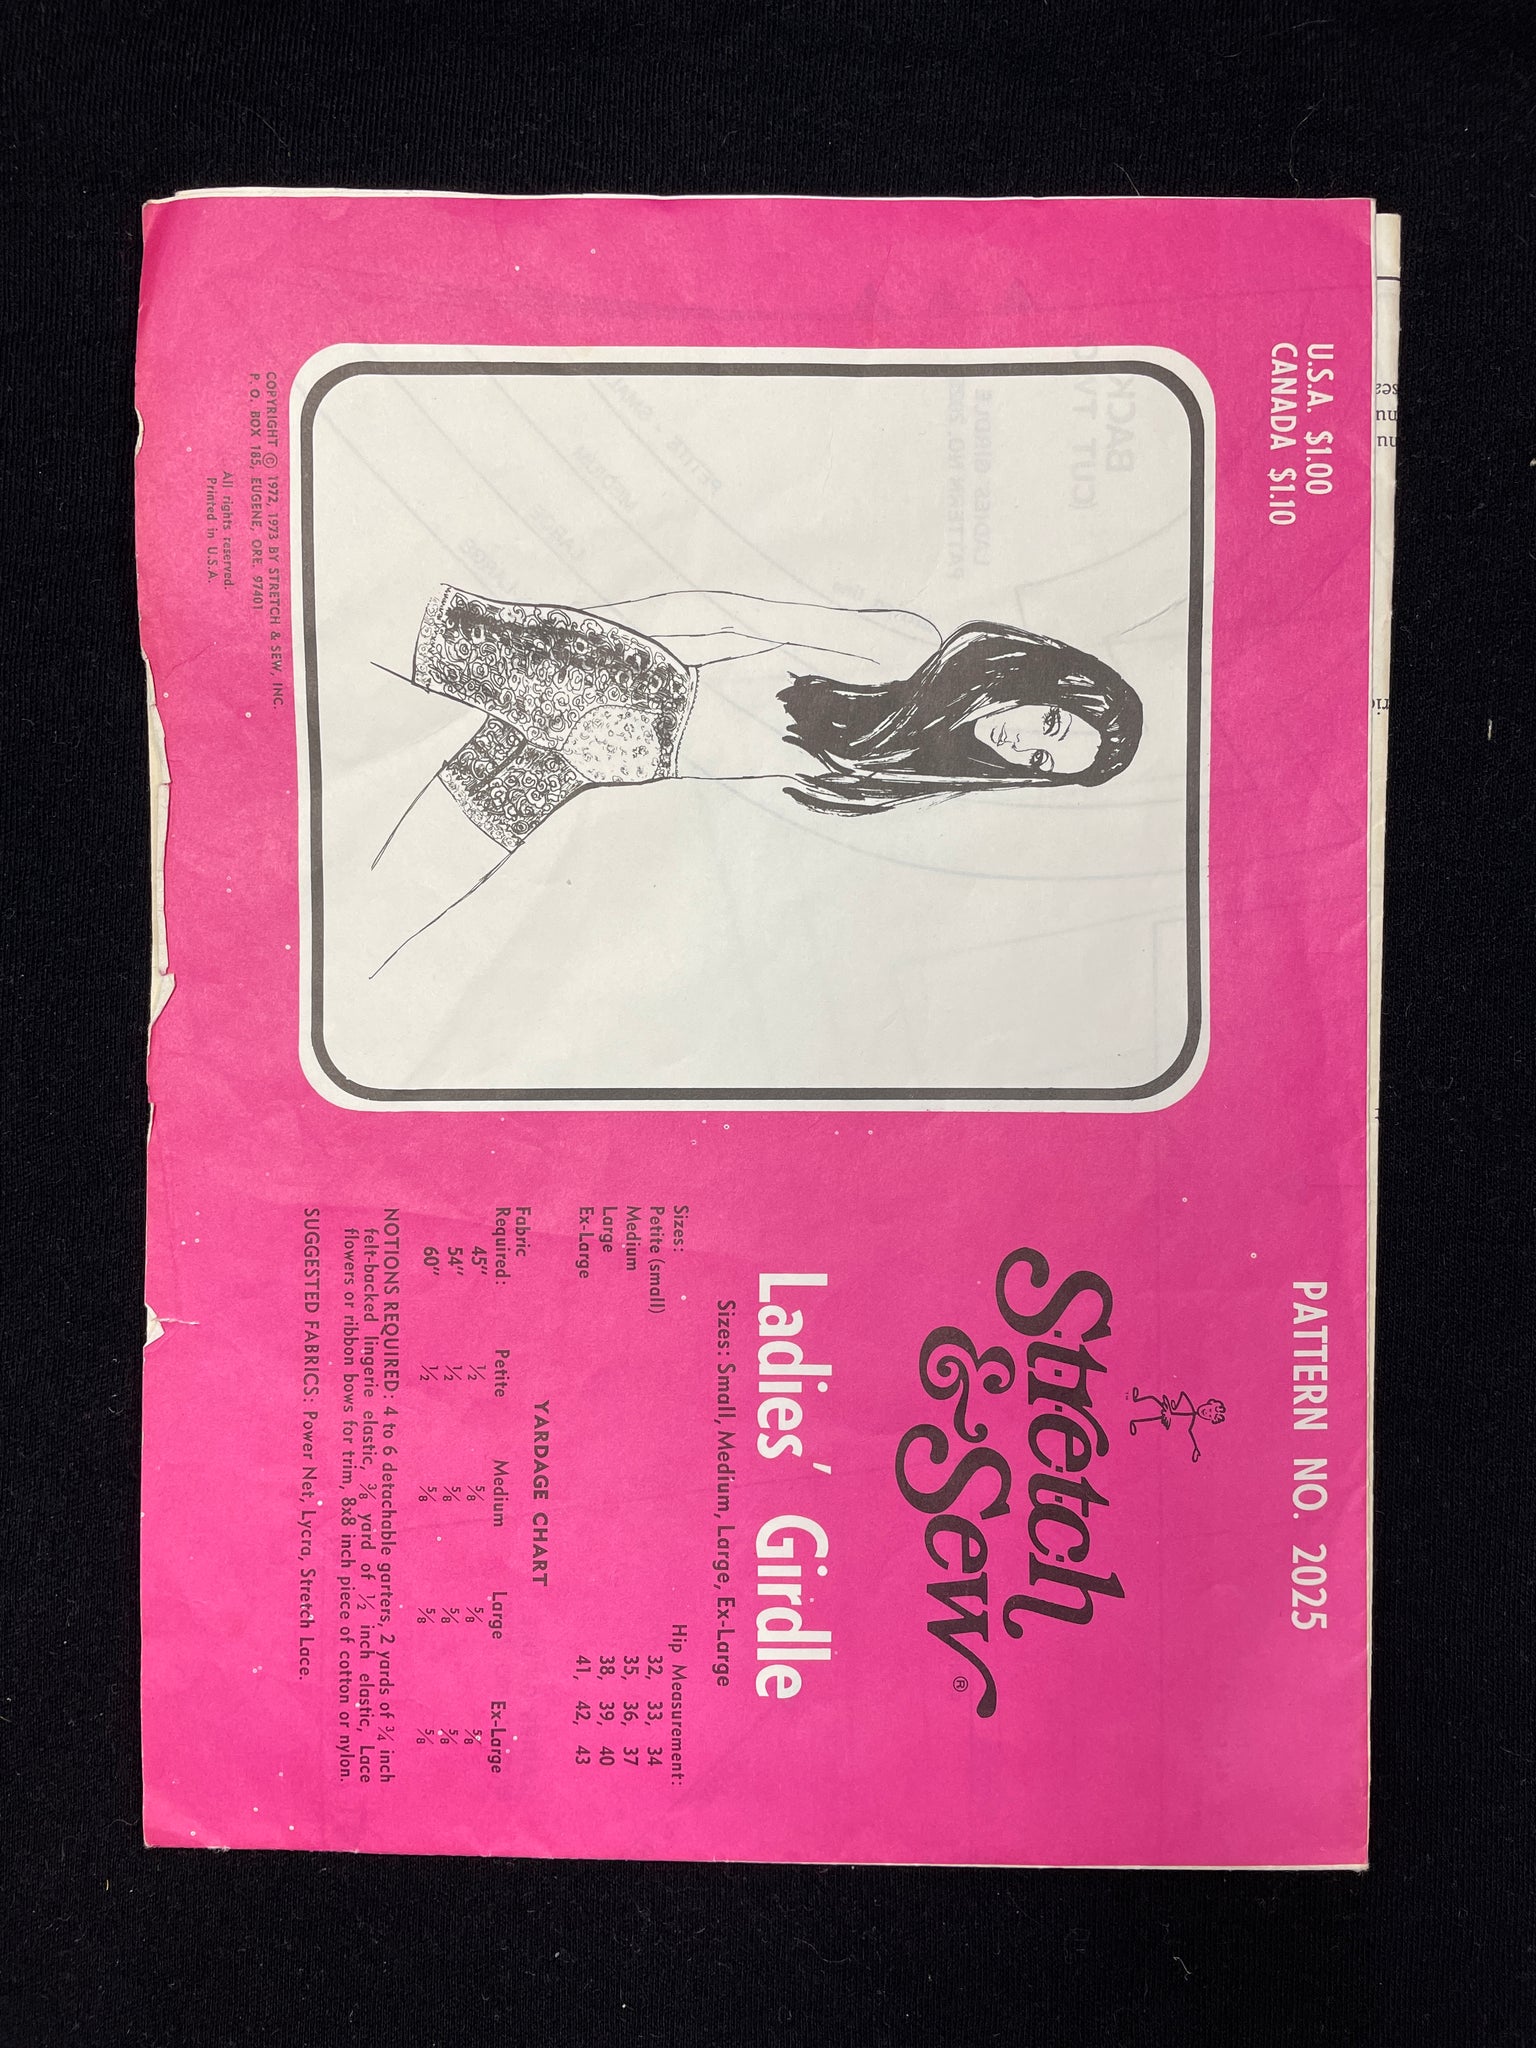 U.S.A. $1.00
CANADA $1.10
PATTERN NO. 2025
Stretch
& Sew®
Ladies' Girdle
Sizes: Small, Medium, Large, Ex-Large
Sizes: Hip Measurement:
Petite (small) 32, 33, 34
Medium 35, 36, 37
Large 38, 39, 40
Ex-Large 41, 42, 43
YARDAGE CHART
Fabric
Required: Petite Medium Large Ex-Large
45" 1/2 5/8 5/8 5/8
54" 1/2 5/8 5/8 5/8
60" 1/2 5/8 5/8 5/8
NOTIONS REQUIRED: 4 to 6 detachable garters, 2 yards of 3/4 inch
felt-backed lingerie elastic, 3/8 yard of 1/2 inch elastic, Lace
flowers or ribbon bows for trim, 8x8 inch piece of cotton or nylon.
SUGGESTED FABRICS: Power Net, Lycra, Stretch Lace.
COPYRIGHT © 1972, 1973 BY STRETCH & SEW, INC.
P. O. BOX 185, EUGENE, ORE. 97401
All rights reserved.
Printed in U.S.A.